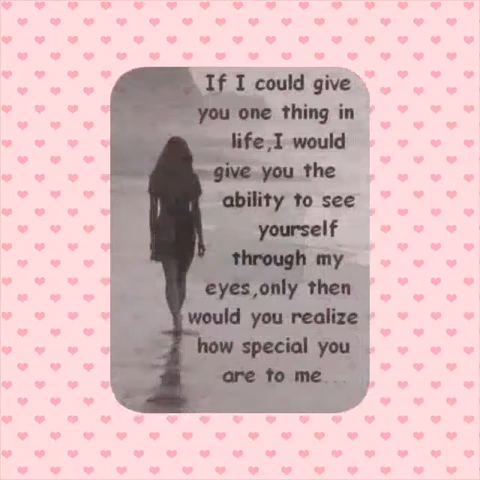 If I could give
you one thing in
life,I would
give you the
ability to see
yourself
through my
eyes,only then
would you realize
how special you
are to me...